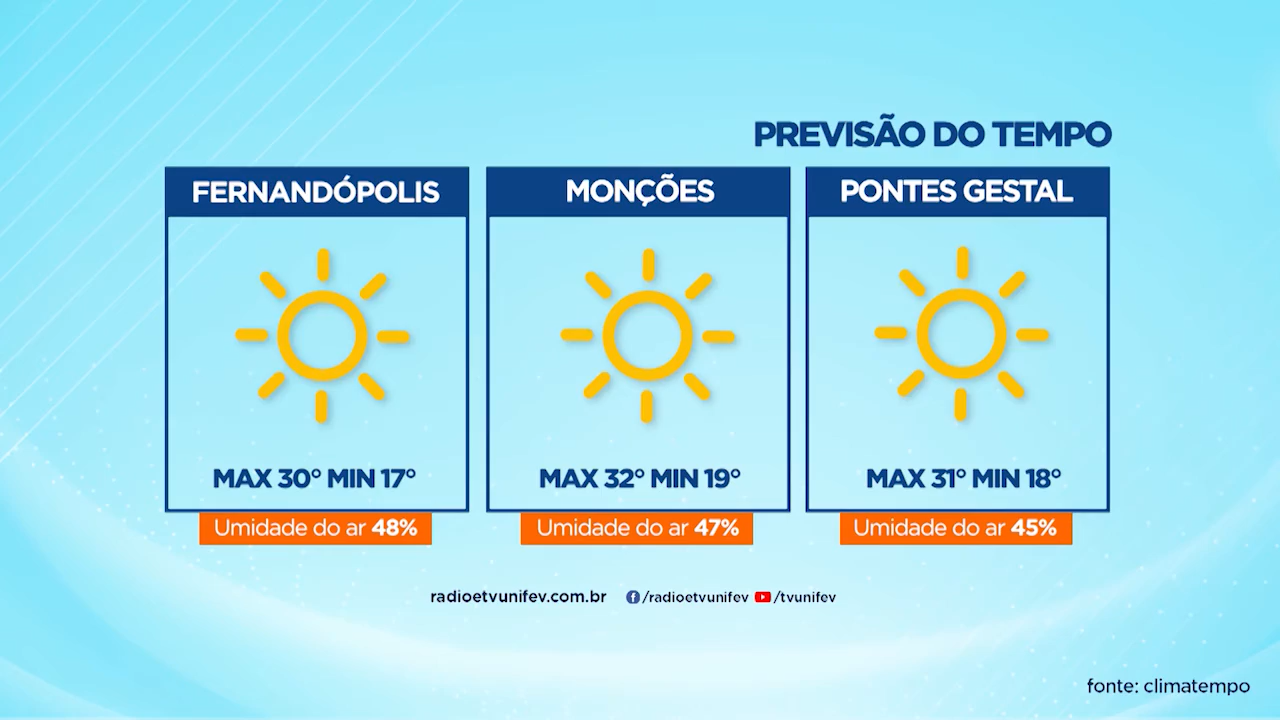 PREVISÃO DO TEMPO
FERNANDÓPOLIS
MAX 30° MIN 17°
Umidade do ar 48%
MONÇÕES
MAX 32° MIN 19°
Umidade do ar 47%
PONTES GESTAL
MAX 31° MIN 18°
Umidade do ar 45%
radioetvunifev.com.br /radioetvunifev /tvunifev
fonte: climatempo